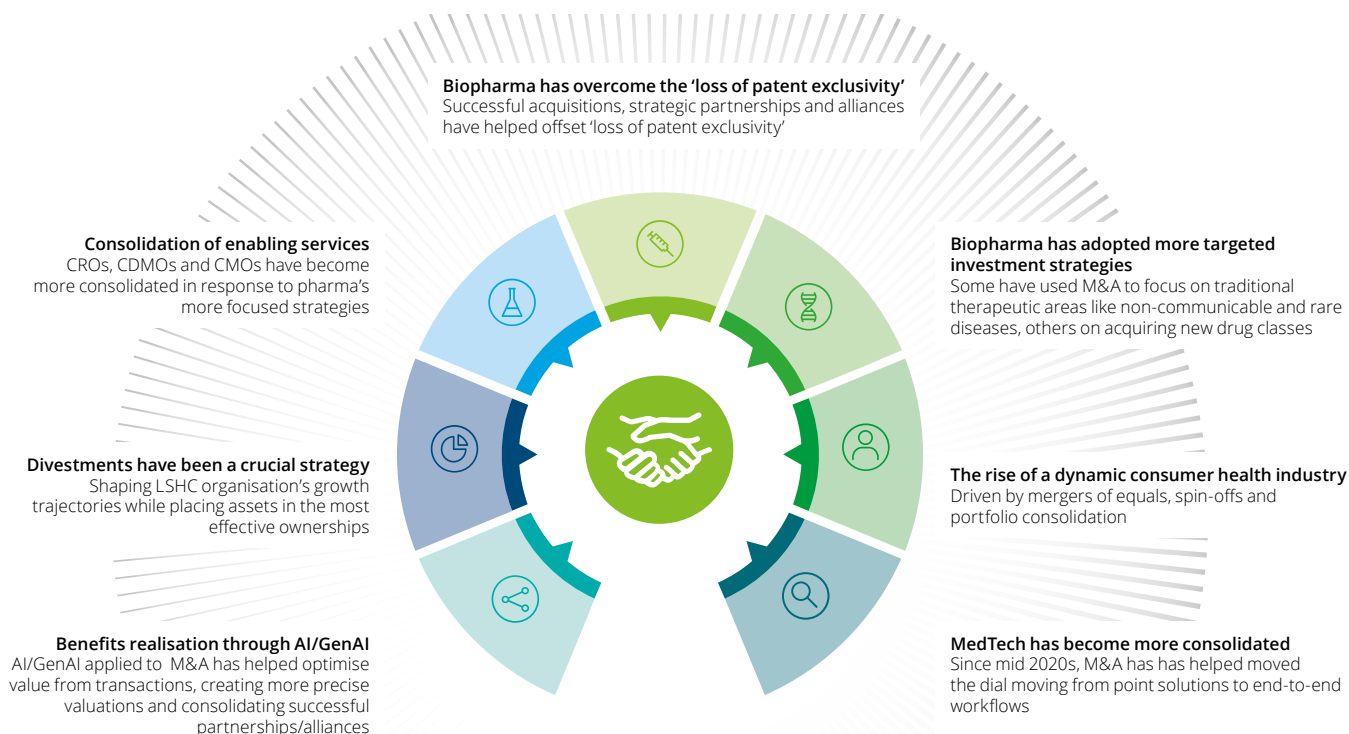 Biopharma has overcome the ‘loss of patent exclusivity’
Successful acquisitions, strategic partnerships and alliances
have helped offset ‘loss of patent exclusivity’
Consolidation of enabling services
CROs, CDMOs and CMOs have become
more consolidated in response to pharma’s
more focused strategies
Biopharma has adopted more targeted
investment strategies
Some have used M&A to focus on traditional
therapeutic areas like non-communicable and rare
diseases, others on acquiring new drug classes
Divestments have been a crucial strategy
Shaping LSHC organisation’s growth
trajectories while placing assets in the most
effective ownerships
The rise of a dynamic consumer health industry
Driven by mergers of equals, spin-offs and
portfolio consolidation
Benefits realisation through AI/GenAI
AI/GenAI applied to M&A has helped optimise
value from transactions, creating more precise
valuations and consolidating successful
partnerships/alliances
MedTech has become more consolidated
Since mid 2020s, M&A has has helped moved
the dial moving from point solutions to end-to-end
workflows